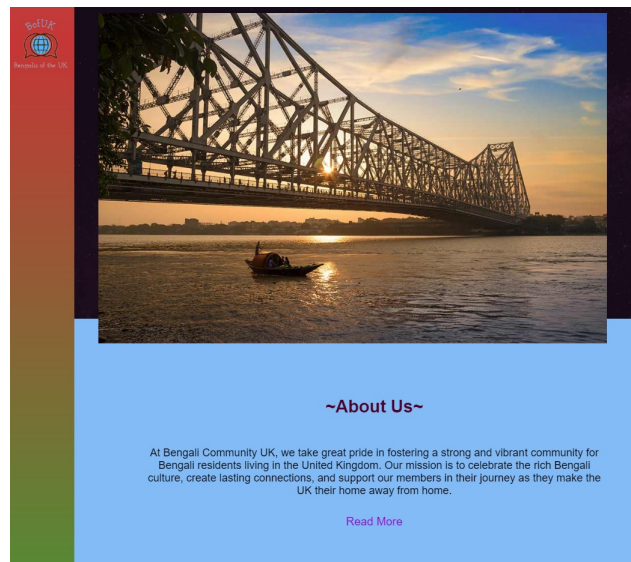 BofUK
Bengalis of the UK
~About Us~
At Bengali Community UK, we take great pride in fostering a strong and vibrant community for
Bengali residents living in the United Kingdom. Our mission is to celebrate the rich Bengali
culture, create lasting connections, and support our members in their journey as they make the
UK their home away from home.
Read More